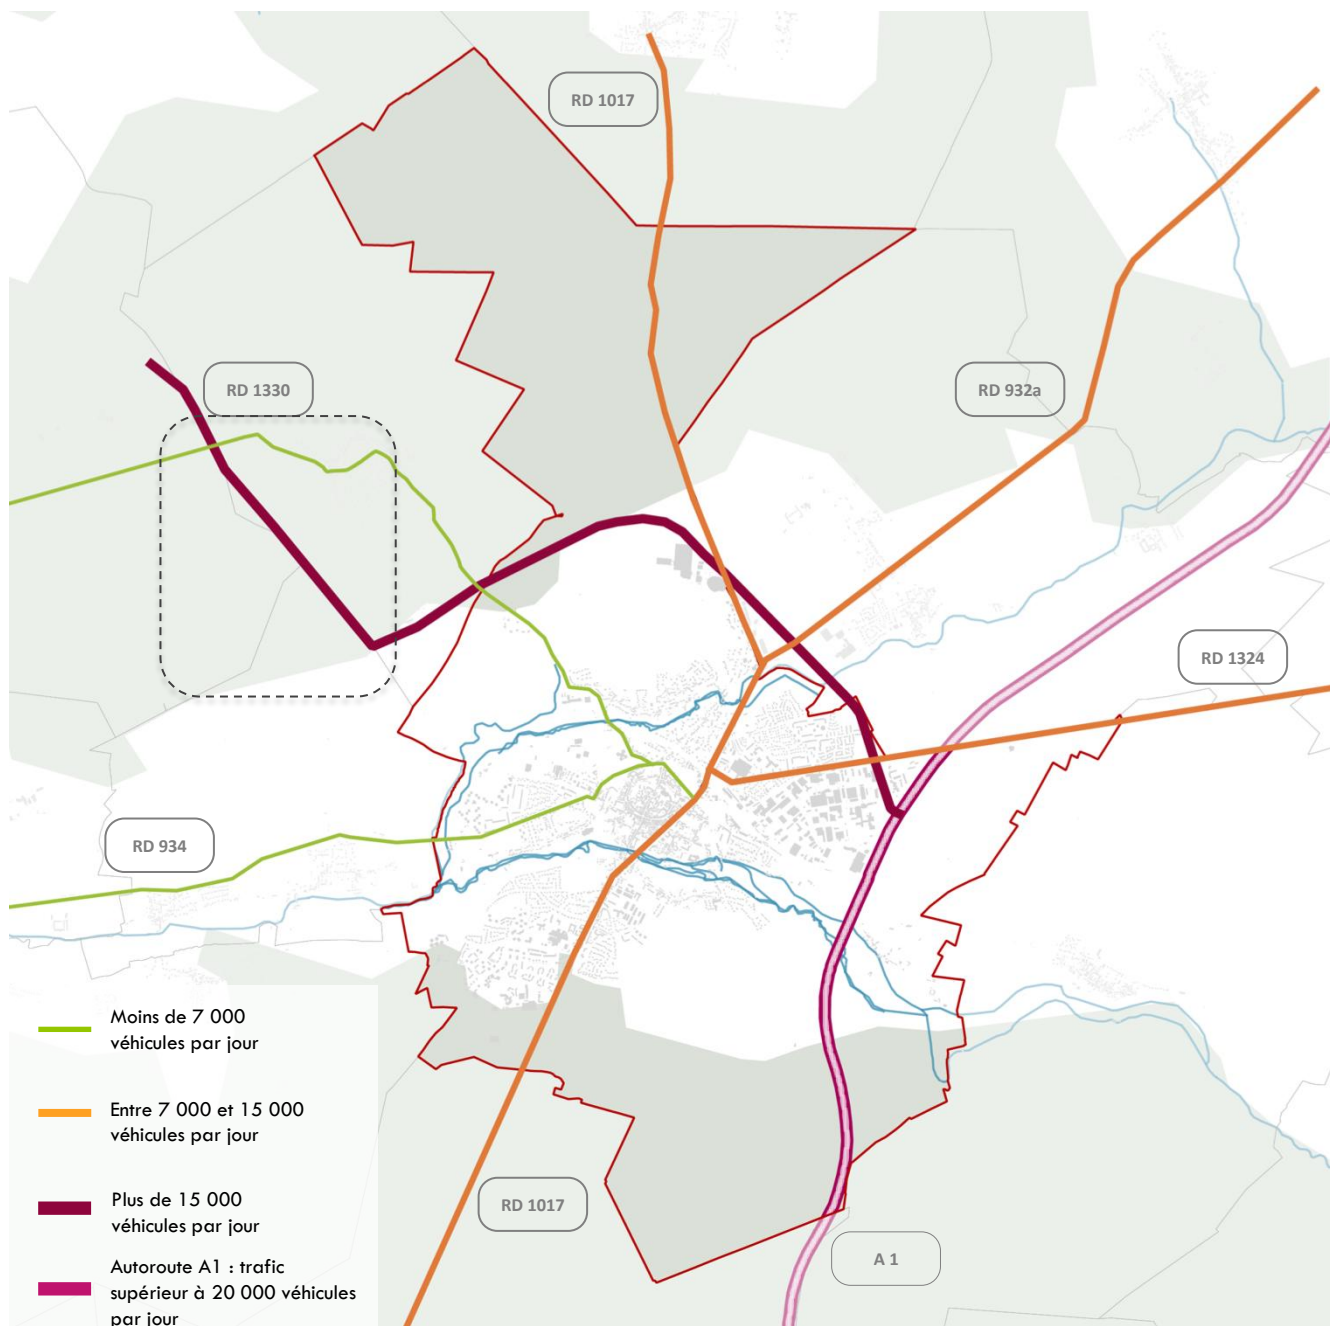 RD 1017
RD 1330
RD 932a
RD 1324
RD 934
Moins de 7 000
véhicules par jour
Entre 7 000 et 15 000
véhicules par jour
Plus de 15 000
véhicules par jour
Autoroute A1 : trafic
supérieur à 20 000 véhicules
par jour
RD 1017
A 1